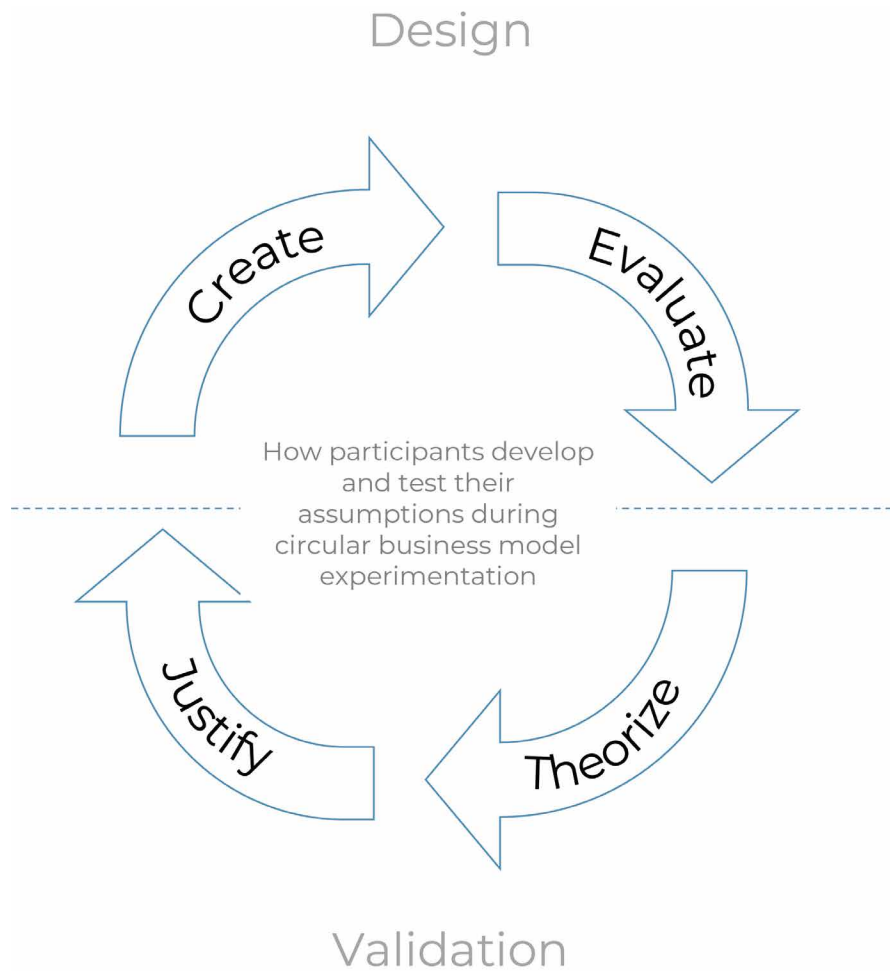 Design
Create
Evaluate
How participants develop
and test their
assumptions during
circular business model
experimentation
Justify
Theorize
Validation